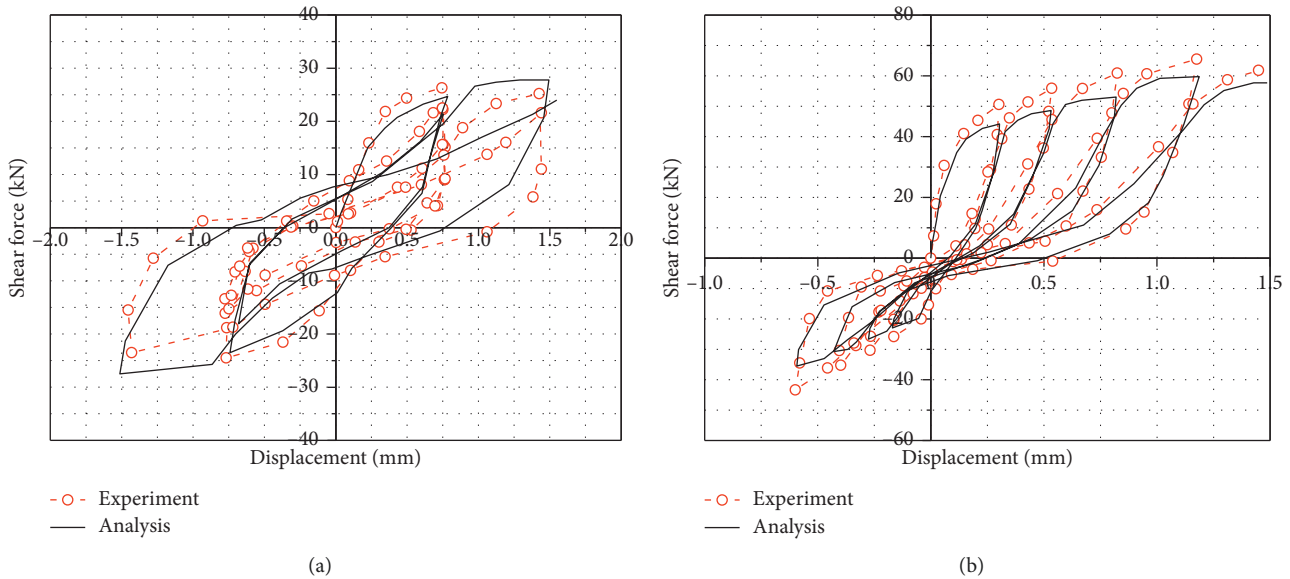 Shear force (kN)
40
30
20
10
0
−2.0 −1.5 −1.0 −0.5 0.0 0.5 1.0 1.5 2.0
−10
−20
−30
−40
Displacement (mm)
Experiment
Analysis
(a)
Shear force (kN)
80
60
40
20
0
−1.0 −0.5 0.5 1.0 1.5
−20
−40
−60
Displacement (mm)
Experiment
Analysis
(b)